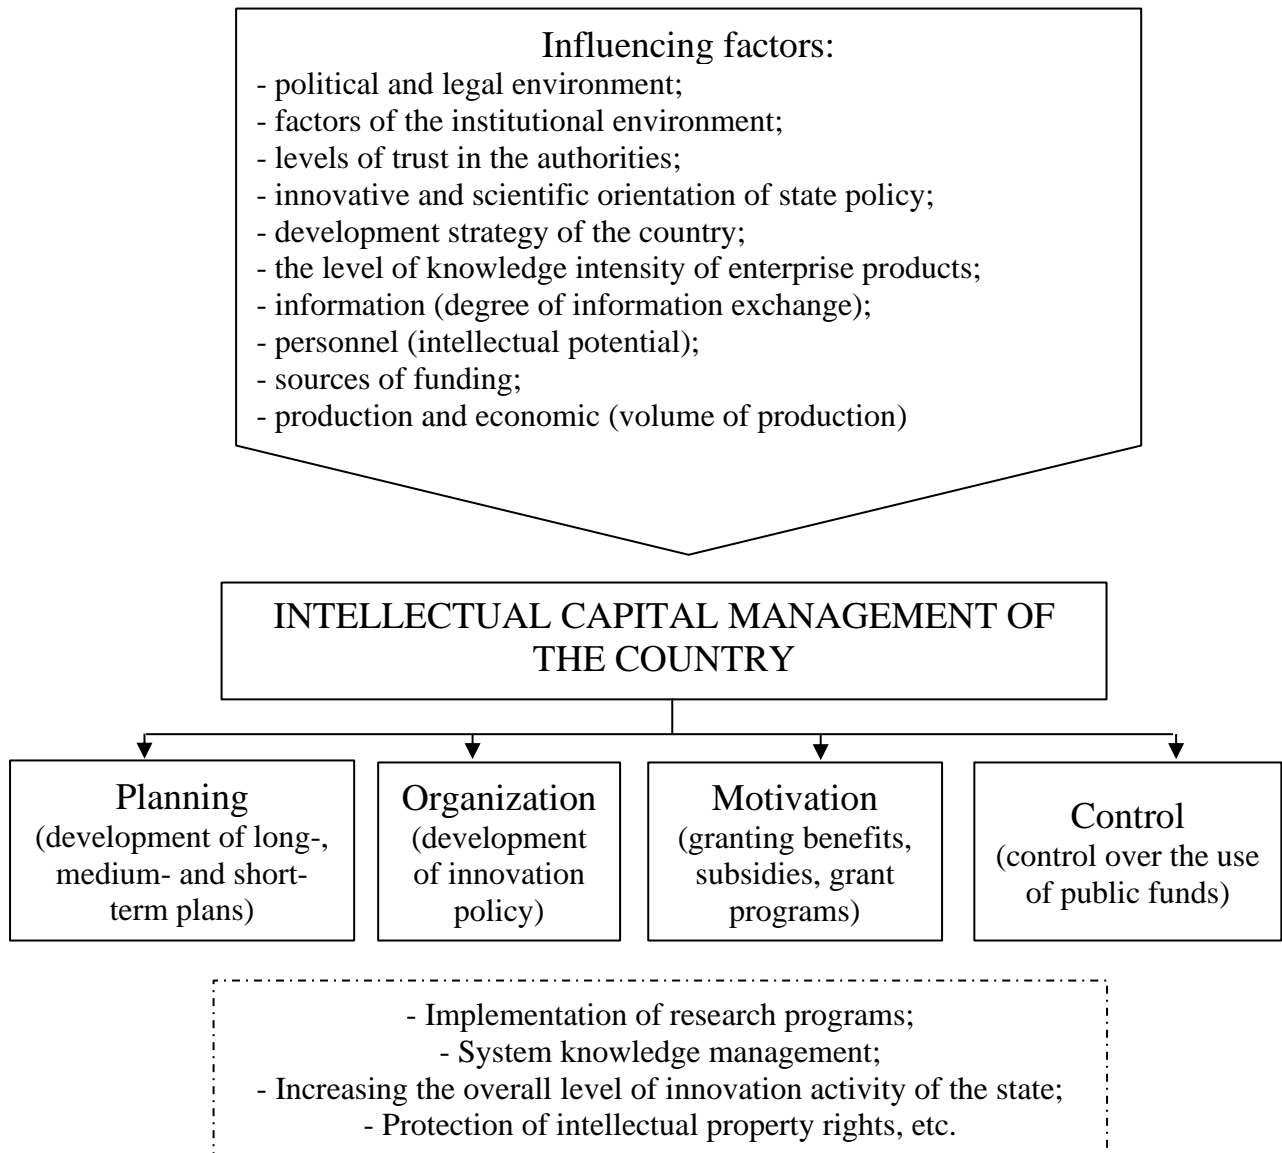 Influencing factors:
- political and legal environment;
- factors of the institutional environment;
- levels of trust in the authorities;
- innovative and scientific orientation of state policy;
- development strategy of the country;
- the level of knowledge intensity of enterprise products;
- information (degree of information exchange);
- personnel (intellectual potential);
- sources of funding;
- production and economic (volume of production)
INTELLECTUAL CAPITAL MANAGEMENT OF
THE COUNTRY
Planning
(development of long-,
medium- and short-
term plans)
Organization
(development
of innovation
policy)
Motivation
(granting benefits,
subsidies, grant
programs)
Control
(control over the use
of public funds)
- Implementation of research programs;
- System knowledge management;
- Increasing the overall level of innovation activity of the state;
- Protection of intellectual property rights, etc.